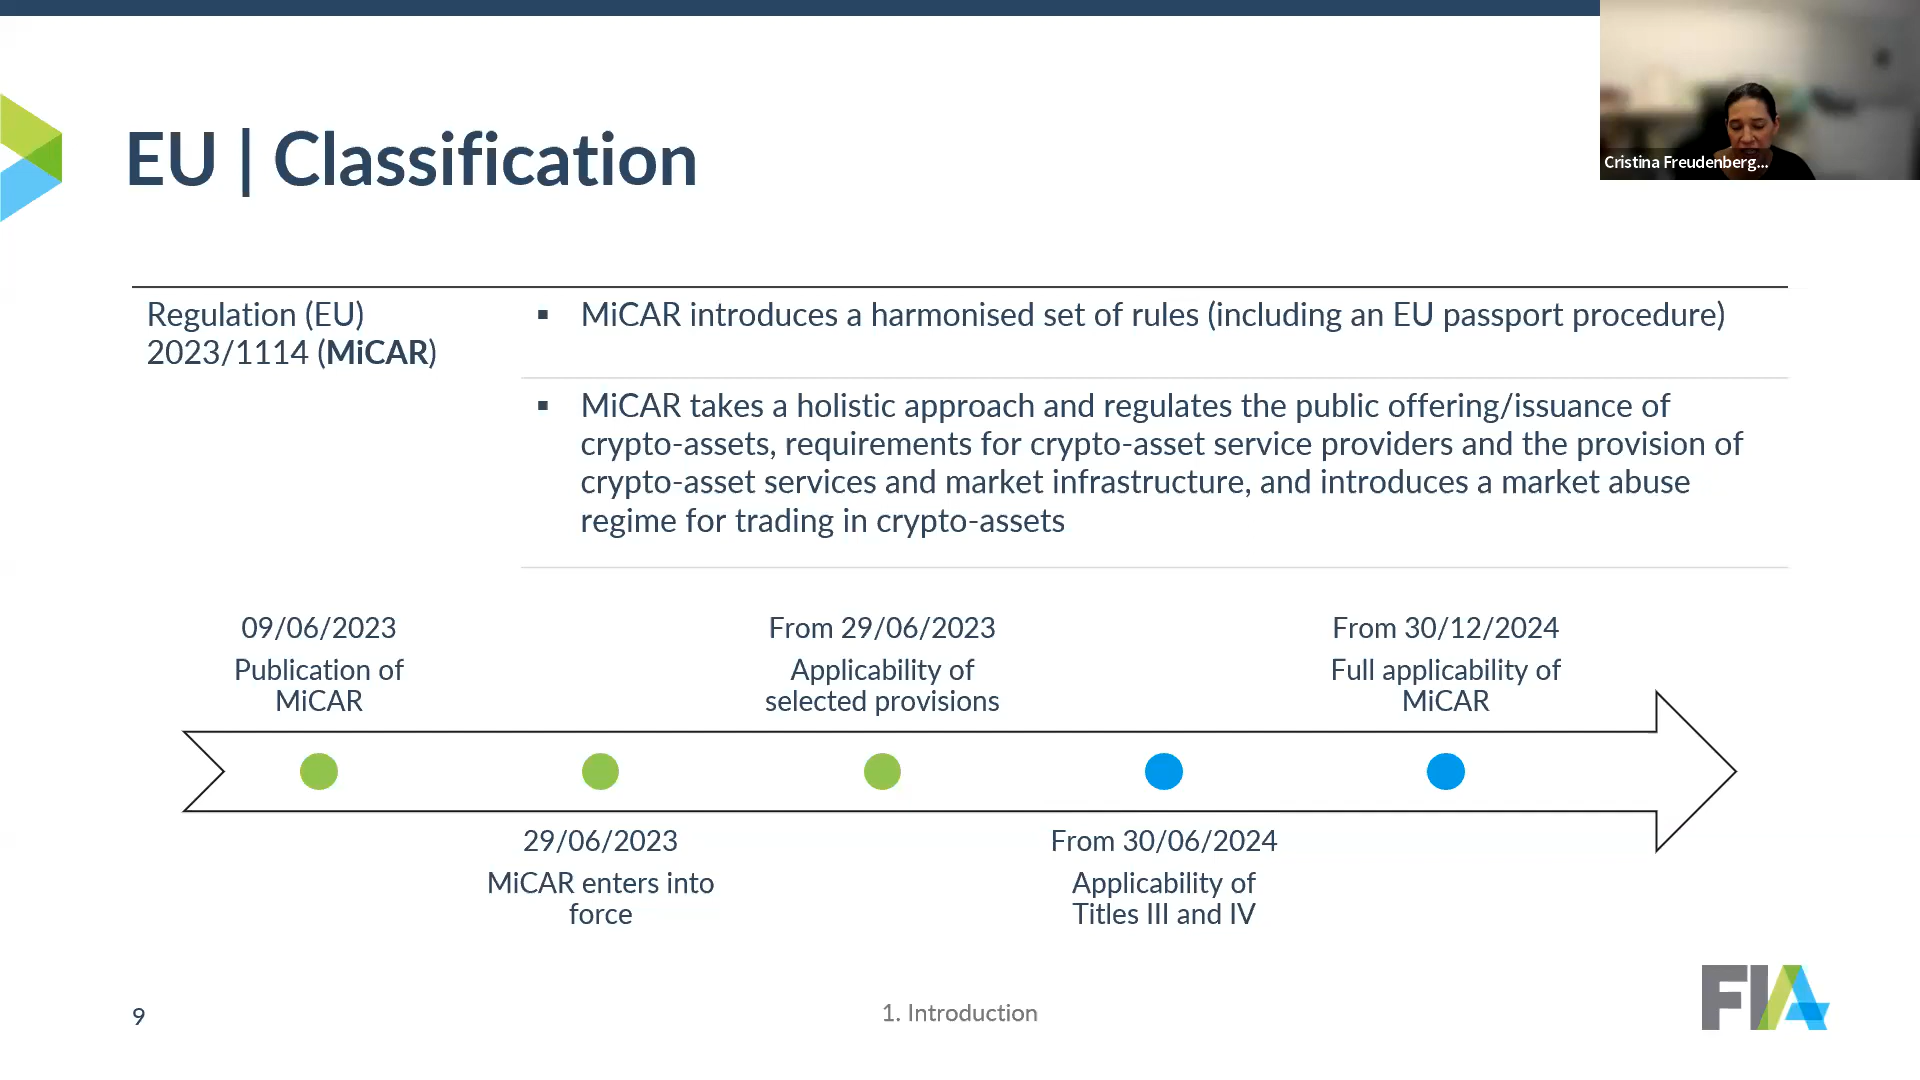 EU | Classification
Cristina Freudenberg...
Regulation (EU)
2023/1114 (MiCAR)
▪ MiCAR introduces a harmonised set of rules (including an EU passport procedure)
▪ MiCAR takes a holistic approach and regulates the public offering/issuance of
crypto-assets, requirements for crypto-asset service providers and the provision of
crypto-asset services and market infrastructure, and introduces a market abuse
regime for trading in crypto-assets
09/06/2023
Publication of
MiCAR
From 29/06/2023
Applicability of
selected provisions
From 30/12/2024
Full applicability of
MiCAR
29/06/2023
MiCAR enters into
force
From 30/06/2024
Applicability of
Titles III and IV
9
1. Introduction
FIA